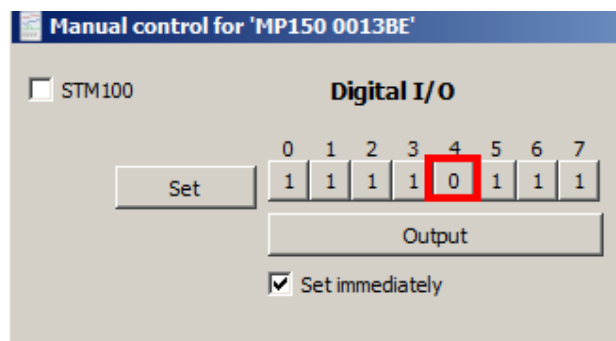 Manual control for 'MP150 0013BE'
STM100
Digital I/O
0 1 2 3 4 5 6 7
Set
1 1 1 1 0 1 1 1
Output
Set immediately